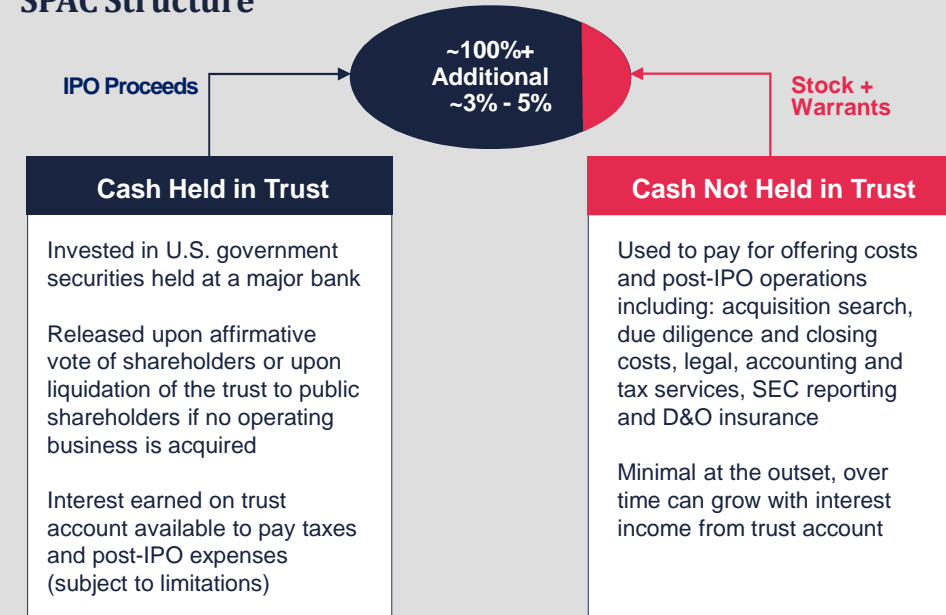 SPAC Structure
~100%+
Additional
~3% - 5%
IPO Proceeds
Stock +
Warrants
Cash Held in Trust
Invested in U.S. government
securities held at a major bank
Released upon affirmative
vote of shareholders or upon
liquidation of the trust to public
shareholders if no operating
business is acquired
Interest earned on trust
account available to pay taxes
and post-IPO expenses
(subject to limitations)
Cash Not Held in Trust
Used to pay for offering costs
and post-IPO operations
including: acquisition search,
due diligence and closing
costs, legal, accounting and
tax services, SEC reporting
and D&O insurance
Minimal at the outset, over
time can grow with interest
income from trust account